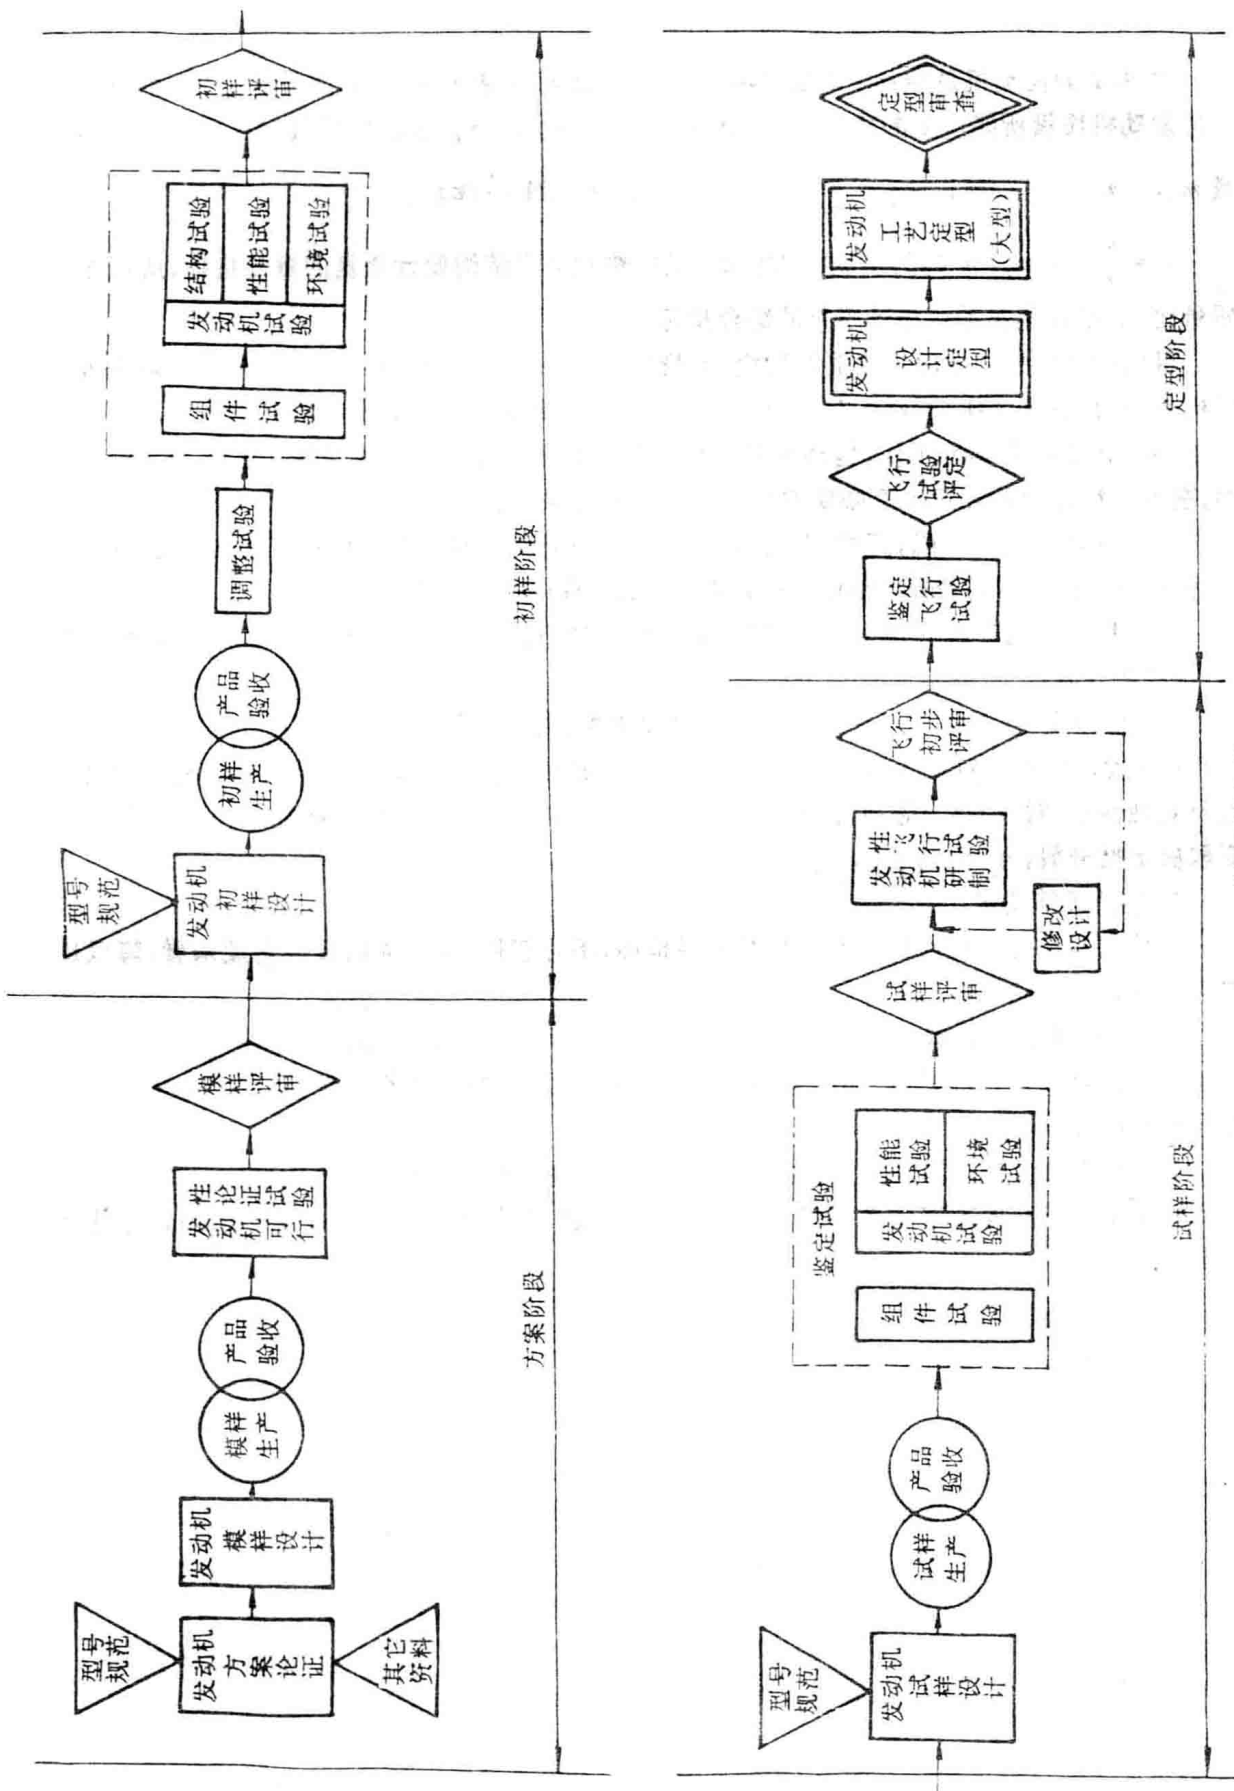 型号
规范
发动机
方案论证
其它
资料
发动机
模样设计
模样
生产
产品
验收
发动机可行
性论证试验
模样
评审
方案阶段
型号
规范
发动机
初样设计
初样
生产
产品
验收
调整试验
组件试验
发动机试验
结构试验
性能试验
环境试验
初样
评审
初样阶段
型号
规范
发动机
试样设计
试样
生产
产品
验收
鉴定试验
组件试验
发动机试验
性能
试验
环境
试验
试样
评审
修改
设计
发动机研制
性飞行试验
飞行
初步
评审
试样阶段
鉴定
飞行
试验
飞行
试验
评定
发动机
设计定型
发动机
工艺定型
(大型)
定型
审查
定型阶段